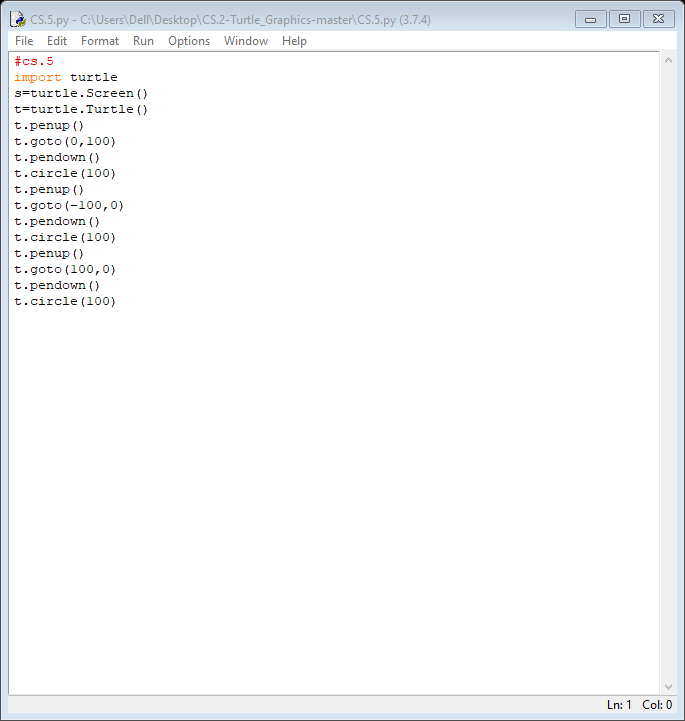 CS.5.py - C:\Users\Dell\Desktop\CS.2-Turtle_Graphics-master\CS.5.py (3.7.4)
File Edit Format Run Options Window Help
#cs.5
import turtle
s=turtle.Screen()
t=turtle.Turtle()
t.penup()
t.goto(0,100)
t.pendown()
t.circle(100)
t.penup()
t.goto(-100,0)
t.pendown()
t.circle(100)
t.penup()
t.goto(100,0)
t.pendown()
t.circle(100)
Ln: 1 Col: 0